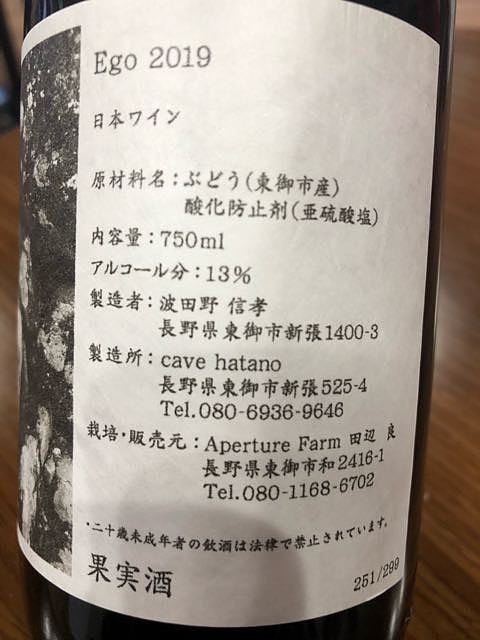 Ego 2019
日本ワイン
原材料名：ぶどう(東御市産)
酸化防止剤(亜硫酸塩)
内容量：750ml
アルコール分：13%
製造者：波田野 信孝
長野県東御市新張1400-3
製造所：cave hatano
長野県東御市新張525-4
Tel.080-6936-9646
栽培・販売元：Aperture Farm 田辺 良
長野県東御市和2416-1
Tel.080-1168-6702
・二十歳未成年者の飲酒は法律で禁止されています。
果実酒
251/299